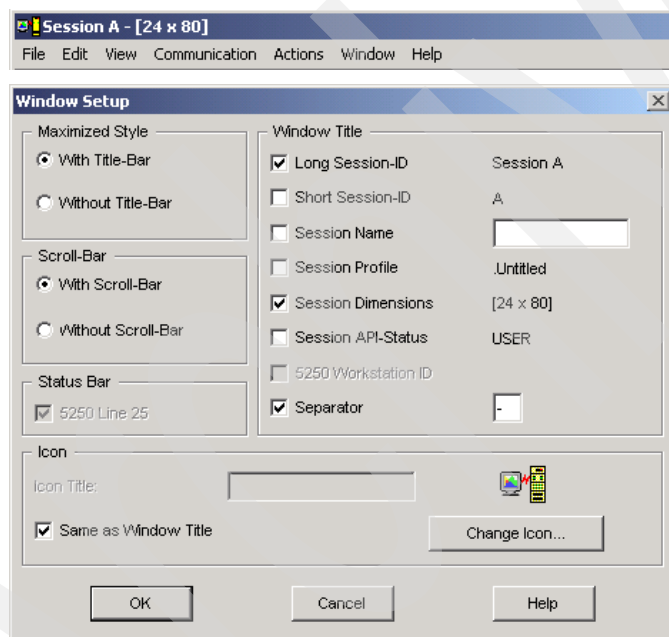 Session A - [24 x 80]
File Edit View Communication Actions Window Help
Window Setup
Maximized Style
With Title-Bar
Without Title-Bar
Scroll-Bar
With Scroll-Bar
Without Scroll-Bar
Status Bar
5250 Line 25
Window Title
Long Session-ID Session A
Short Session-ID A
Session Name
Session Profile .Untitled
Session Dimensions [24 x 80]
Session API-Status USER
5250 Workstation ID
Separator -
Icon
Icon Title:
Same as Window Title
Change Icon...
OK Cancel Help